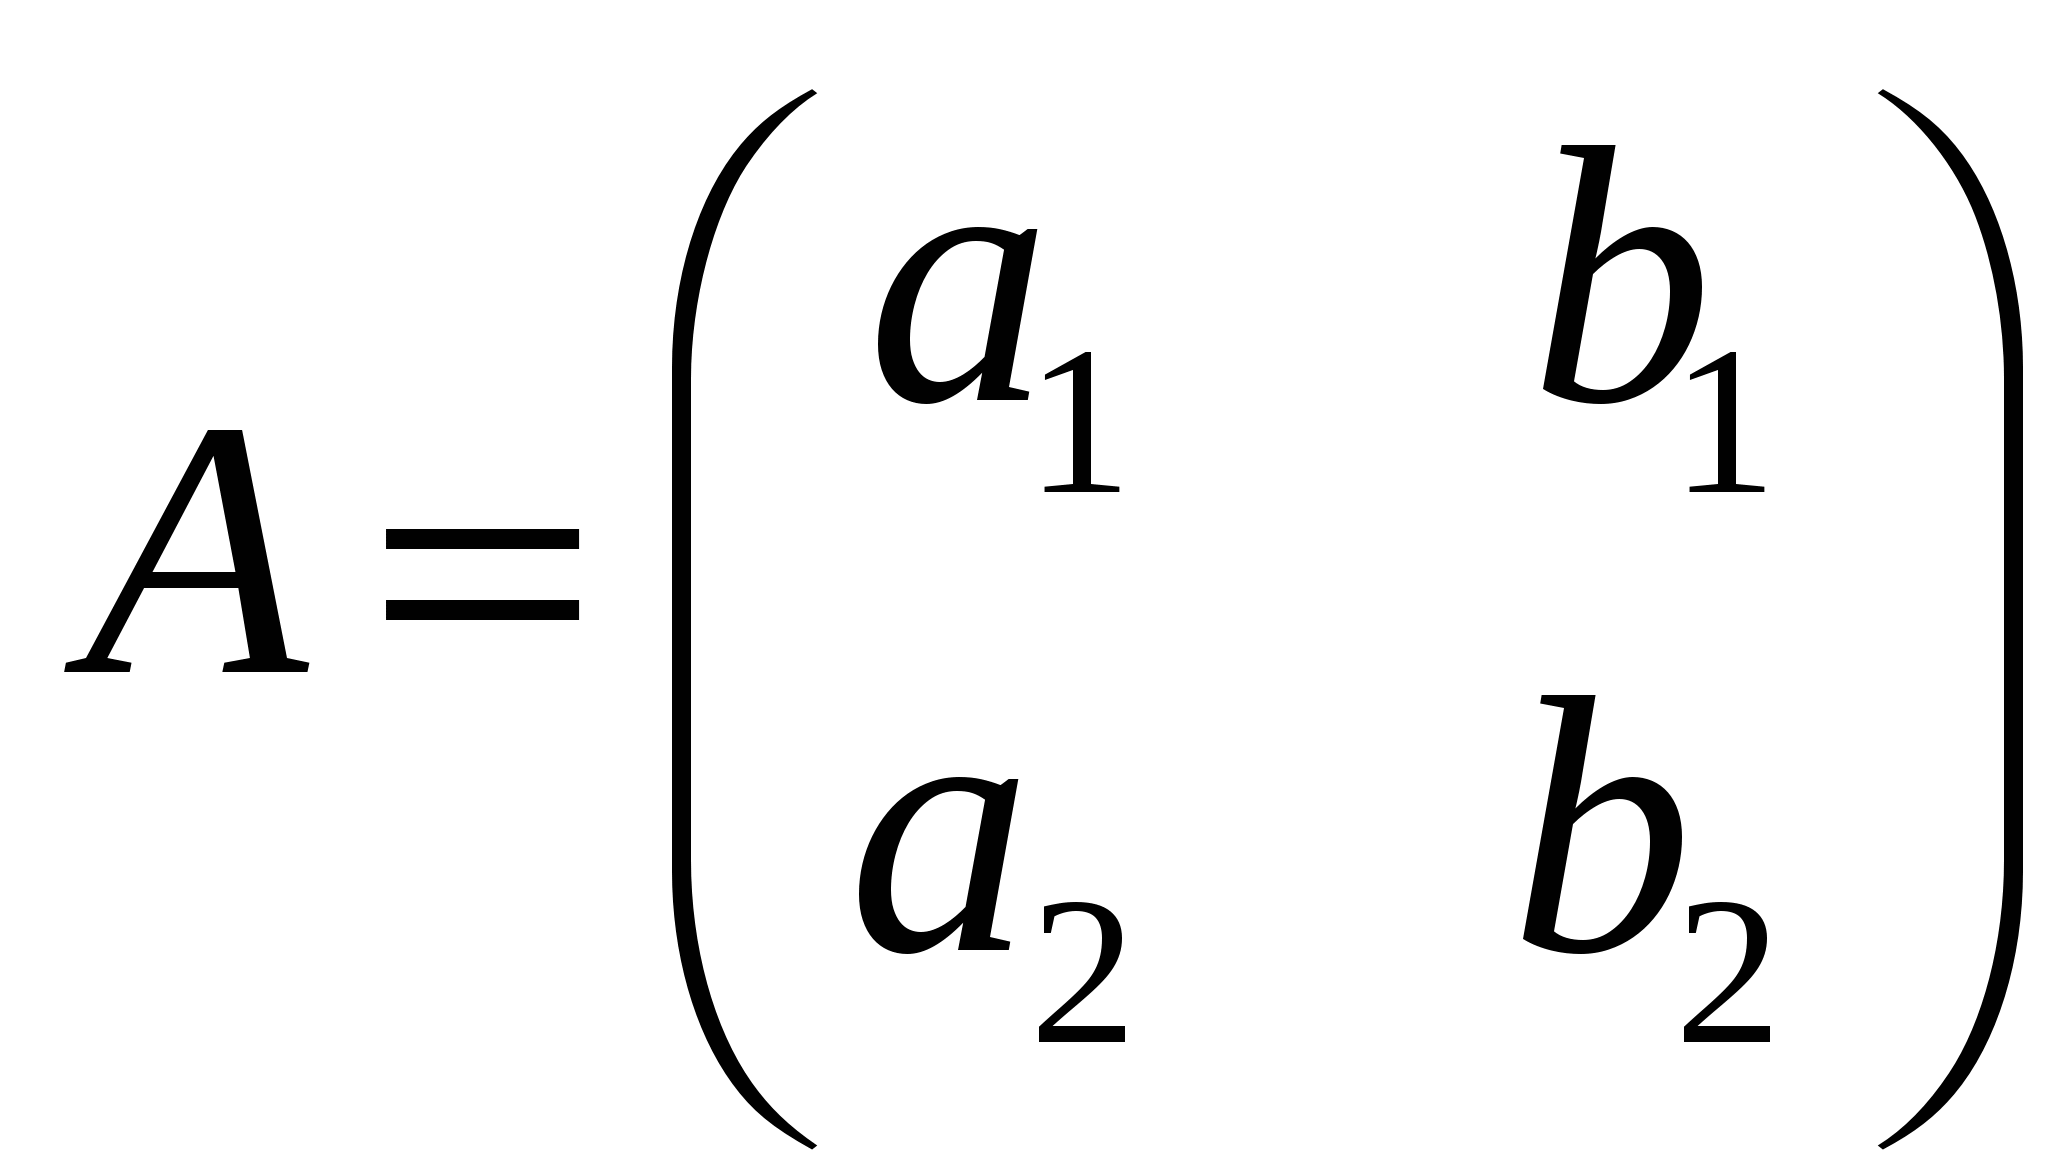 a₁ b₁
A =
a₂ b₂